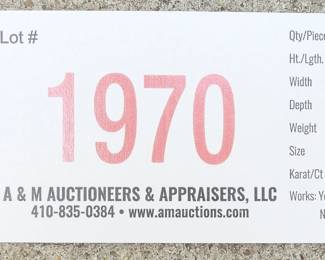 Lot #
1970
A & M AUCTIONEERS & APPRAISERS, LLC
410-835-0384 • www.amauctions.com
Qty/Piece
Ht./Lgth.
Width
Depth
Weight
Size
Karat/Ct
Works: Ye
N